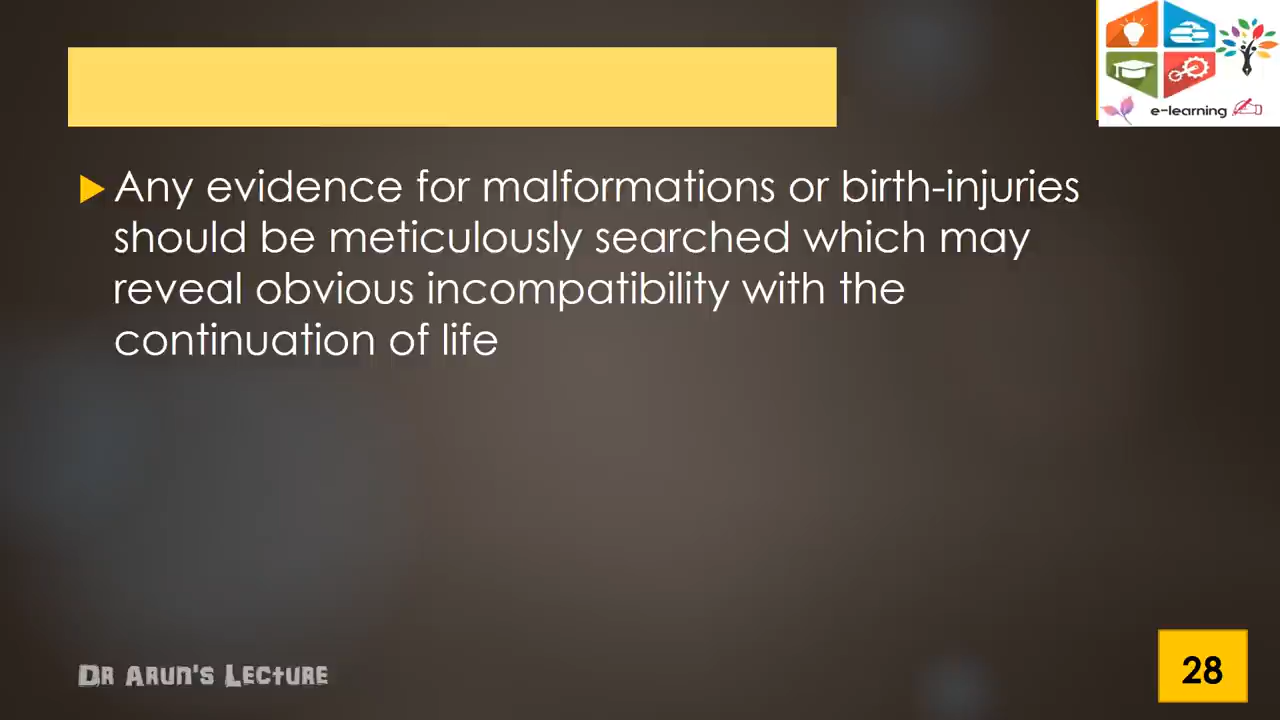 e-learning
Any evidence for malformations or birth-injuries
should be meticulously searched which may
reveal obvious incompatibility with the
continuation of life
Dr Arun's Lecture
28